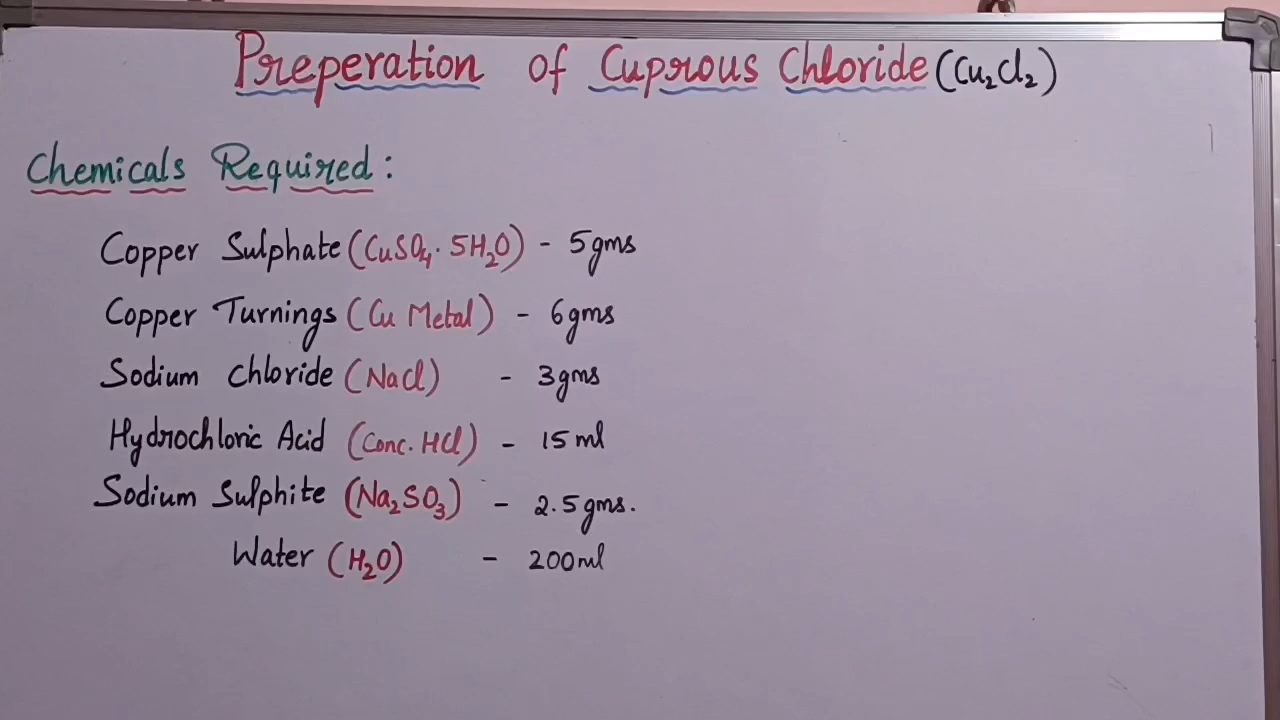 Preperation of Cuprous Chloride (Cu₂Cl₂)
Chemicals Required:
Copper Sulphate (CuSO₄·5H₂O) - 5gms
Copper Turnings (Cu Metal) - 6gms
Sodium Chloride (NaCl) - 3gms
Hydrochloric Acid (Conc. HCl) - 15 ml
Sodium Sulphite (Na₂SO₃) - 2.5gms.
Water (H₂O) - 200ml